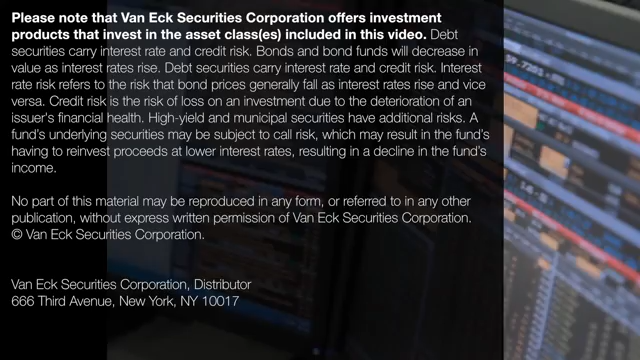 Please note that Van Eck Securities Corporation offers investment
products that invest in the asset class(es) included in this video. Debt
securities carry interest rate and credit risk. Bonds and bond funds will decrease in
value as interest rates rise. Debt securities carry interest rate and credit risk. Interest
rate risk refers to the risk that bond prices generally fall as interest rates rise and vice
versa. Credit risk is the risk of loss on an investment due to the deterioration of an
issuer's financial health. High-yield and municipal securities have additional risks. A
fund's underlying securities may be subject to call risk, which may result in the fund's
having to reinvest proceeds at lower interest rates, resulting in a decline in the fund's
income.
No part of this material may be reproduced in any form, or referred to in any other
publication, without express written permission of Van Eck Securities Corporation.
© Van Eck Securities Corporation.
Van Eck Securities Corporation, Distributor
666 Third Avenue, New York, NY 10017